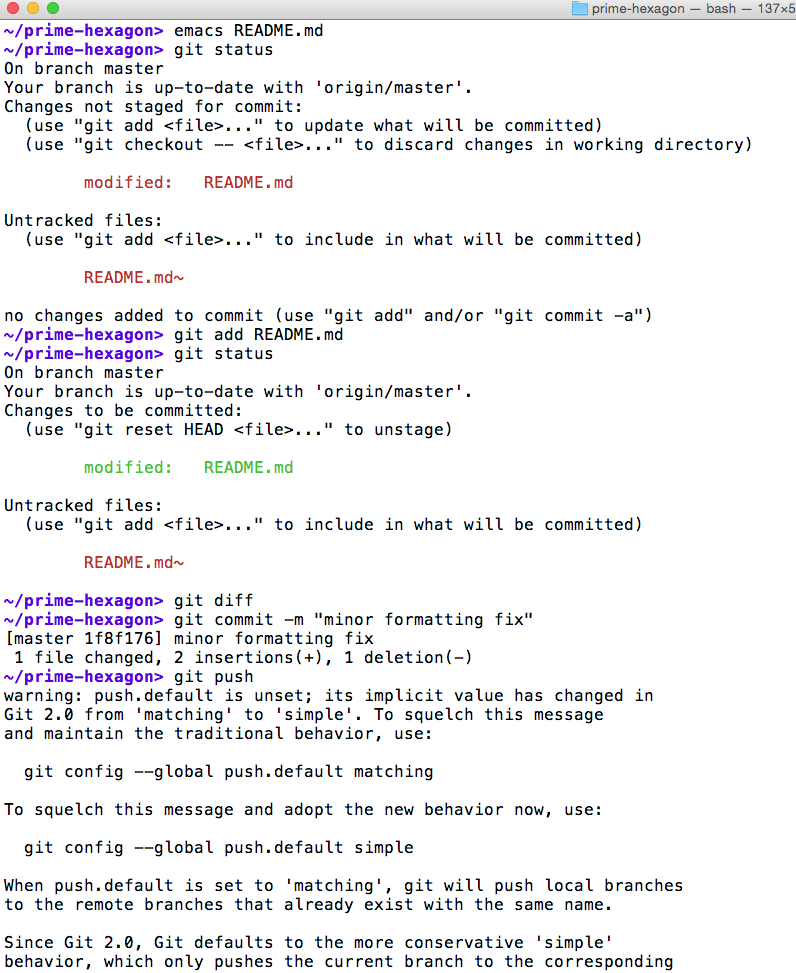 prime-hexagon — bash — 137×5
~/prime-hexagon> emacs README.md
~/prime-hexagon> git status
On branch master
Your branch is up-to-date with 'origin/master'.
Changes not staged for commit:
  (use "git add <file>..." to update what will be committed)
  (use "git checkout -- <file>..." to discard changes in working directory)

        modified:   README.md

Untracked files:
  (use "git add <file>..." to include in what will be committed)

        README.md~

no changes added to commit (use "git add" and/or "git commit -a")
~/prime-hexagon> git add README.md
~/prime-hexagon> git status
On branch master
Your branch is up-to-date with 'origin/master'.
Changes to be committed:
  (use "git reset HEAD <file>..." to unstage)

        modified:   README.md

Untracked files:
  (use "git add <file>..." to include in what will be committed)

        README.md~

~/prime-hexagon> git diff
~/prime-hexagon> git commit -m "minor formatting fix"
[master 1f8f176] minor formatting fix
 1 file changed, 2 insertions(+), 1 deletion(-)
~/prime-hexagon> git push
warning: push.default is unset; its implicit value has changed in
Git 2.0 from 'matching' to 'simple'. To squelch this message
and maintain the traditional behavior, use:

  git config --global push.default matching

To squelch this message and adopt the new behavior now, use:

  git config --global push.default simple

When push.default is set to 'matching', git will push local branches
to the remote branches that already exist with the same name.

Since Git 2.0, Git defaults to the more conservative 'simple'
behavior, which only pushes the current branch to the corresponding